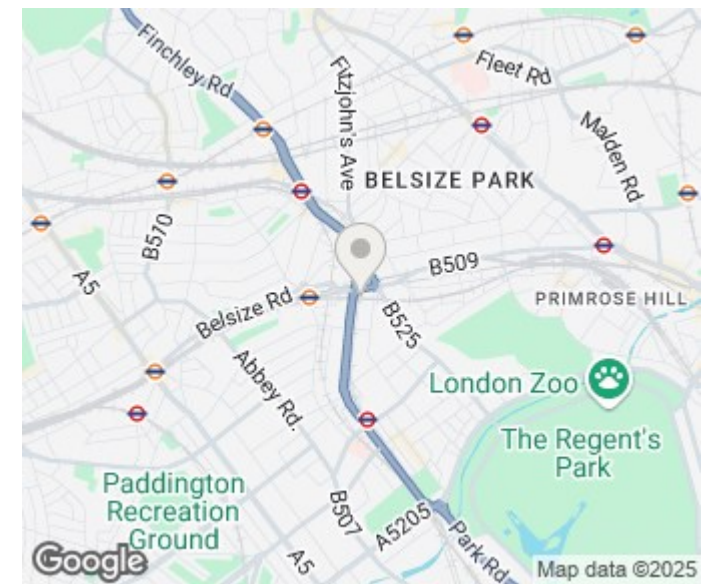 Finchley Rd
Fitzjohn's Ave
Fleet Rd
Malden Rd
BELSIZE PARK
B570
A5
B509
Belsize Rd
PRIMROSE HILL
B525
Abbey Rd.
London Zoo
The Regent's
Park
Paddington
Recreation
Ground
B507
A5205
Park Rd
A5
Google
Map data ©2025